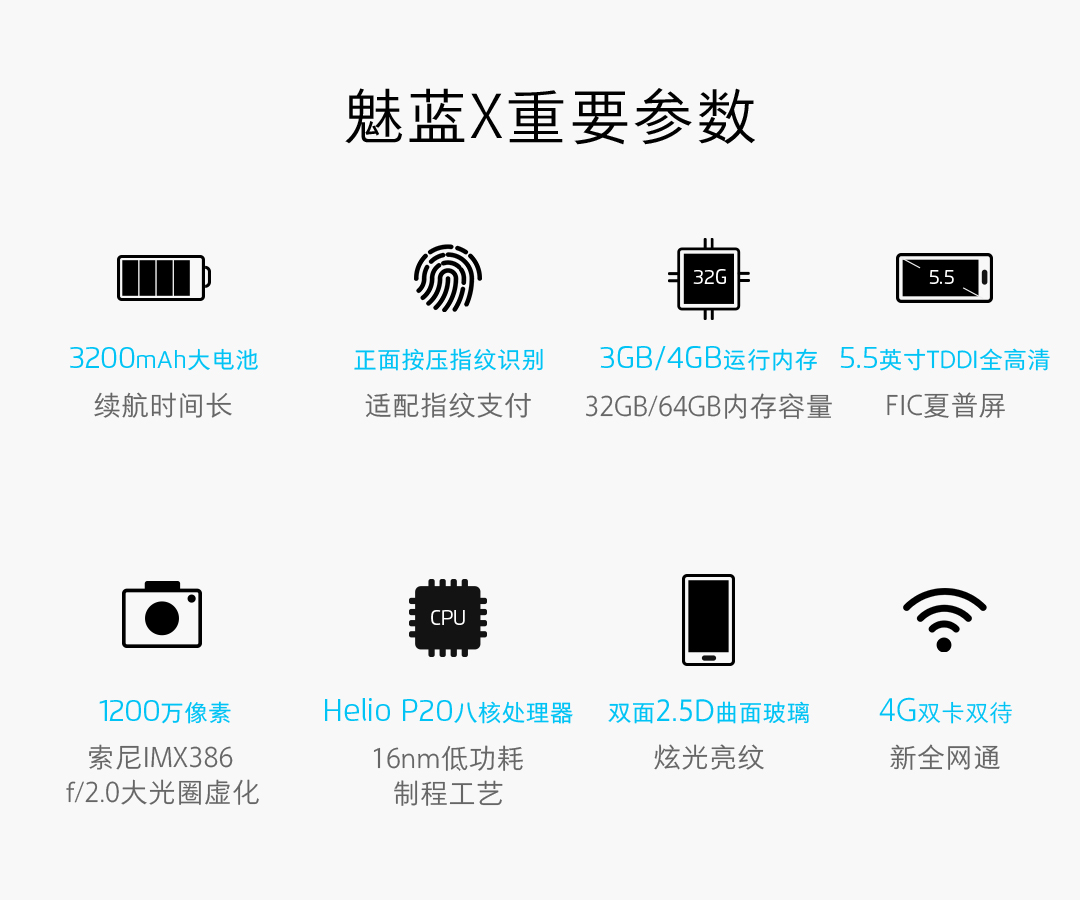 魅蓝X重要参数
32G
5.5
3200mAh大电池
正面按压指纹识别
3GB/4GB运行内存
5.5英寸TDDI全高清
续航时间长
适配指纹支付
32GB/64GB内存容量
FIC夏普屏
CPU
1200万像素
Helio P20八核处理器
双面2.5D曲面玻璃
4G双卡双待
索尼IMX386
f/2.0大光圈虚化
16nm低功耗
制程工艺
炫光亮纹
新全网通